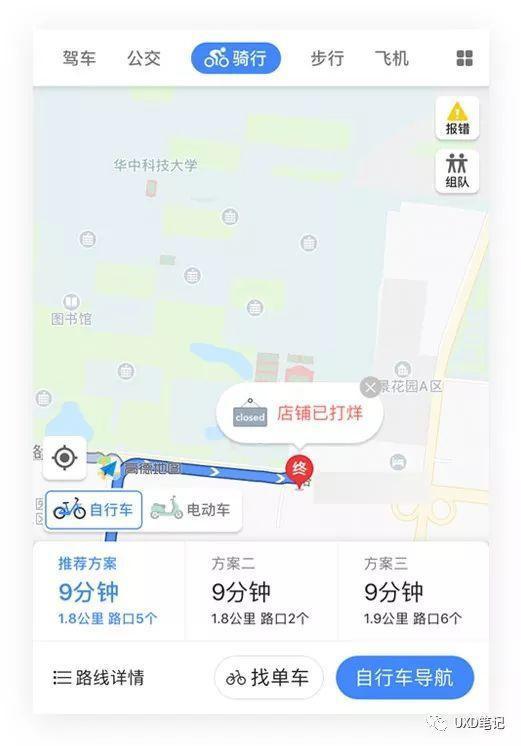 驾车 公交 骑行 步行 飞机
报错
组队
华中科技大学
图书馆
景花园A区
closed 店铺已打烊
终
高德地图
自行车 电动车
推荐方案 方案二 方案三
9分钟 9分钟 9分钟
1.8公里 路口5个 1.8公里 路口2个 1.9公里 路口6个
路线详情 找单车 自行车导航
UXD笔记